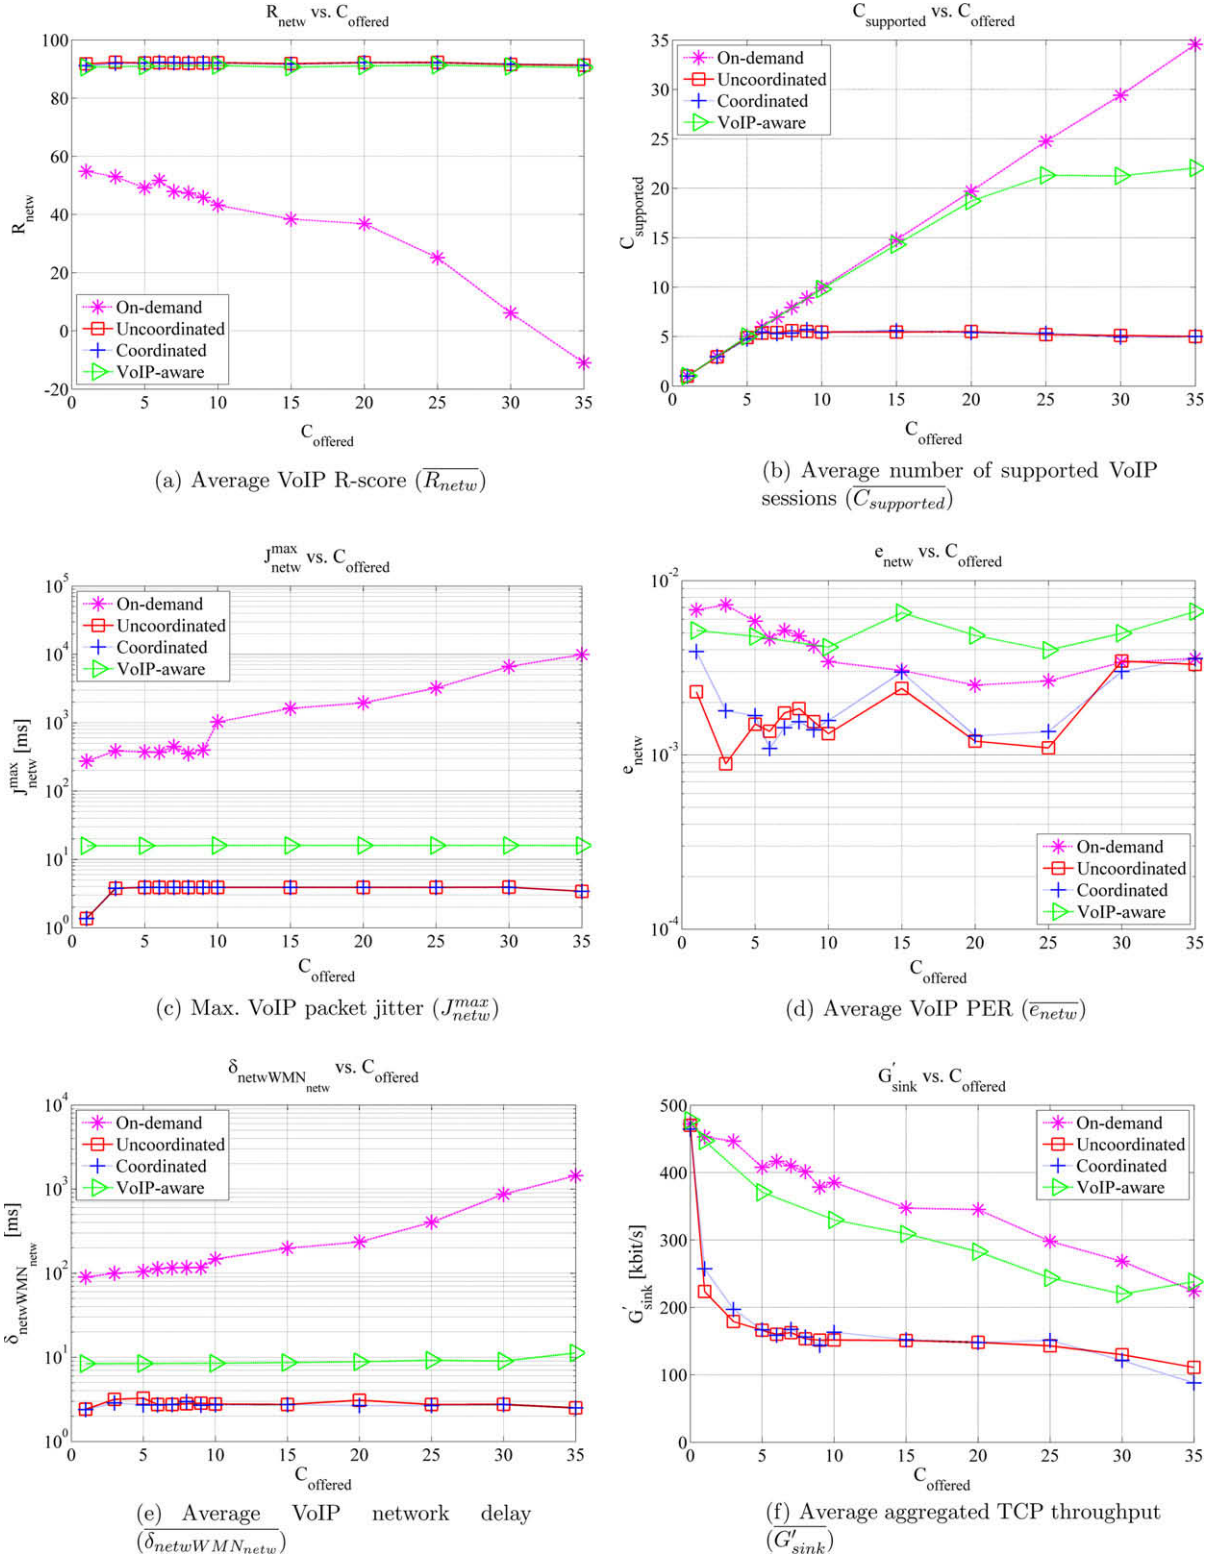 R_netw vs. C_offered
100
80
60
40
20
0
-20
R_netw
On-demand
Uncoordinated
Coordinated
VoIP-aware
0 5 10 15 20 25 30 35
C_offered
(a) Average VoIP R-score (R_netw)
C_supported vs. C_offered
35
30
25
20
15
10
5
0
C_supported
On-demand
Uncoordinated
Coordinated
VoIP-aware
0 5 10 15 20 25 30 35
C_offered
(b) Average number of supported VoIP
sessions (C_supported)
J_netw^max vs. C_offered
10^5
10^4
10^3
10^2
10^1
10^0
J_netw^max [ms]
On-demand
Uncoordinated
Coordinated
VoIP-aware
0 5 10 15 20 25 30 35
C_offered
(c) Max. VoIP packet jitter (J_netw^max)
e_netw vs. C_offered
10^-2
10^-3
10^-4
e_netw
On-demand
Uncoordinated
Coordinated
VoIP-aware
0 5 10 15 20 25 30 35
C_offered
(d) Average VoIP PER (e_netw)
δ_netwWMN_netw vs. C_offered
10^4
10^3
10^2
10^1
10^0
δ_netwWMN_netw [ms]
On-demand
Uncoordinated
Coordinated
VoIP-aware
0 5 10 15 20 25 30 35
C_offered
(e) Average VoIP network delay
(δ_netwWMN_netw)
G'_sink vs. C_offered
500
400
300
200
100
0
G'_sink [kbit/s]
On-demand
Uncoordinated
Coordinated
VoIP-aware
0 5 10 15 20 25 30 35
C_offered
(f) Average aggregated TCP throughput
(G'_sink)